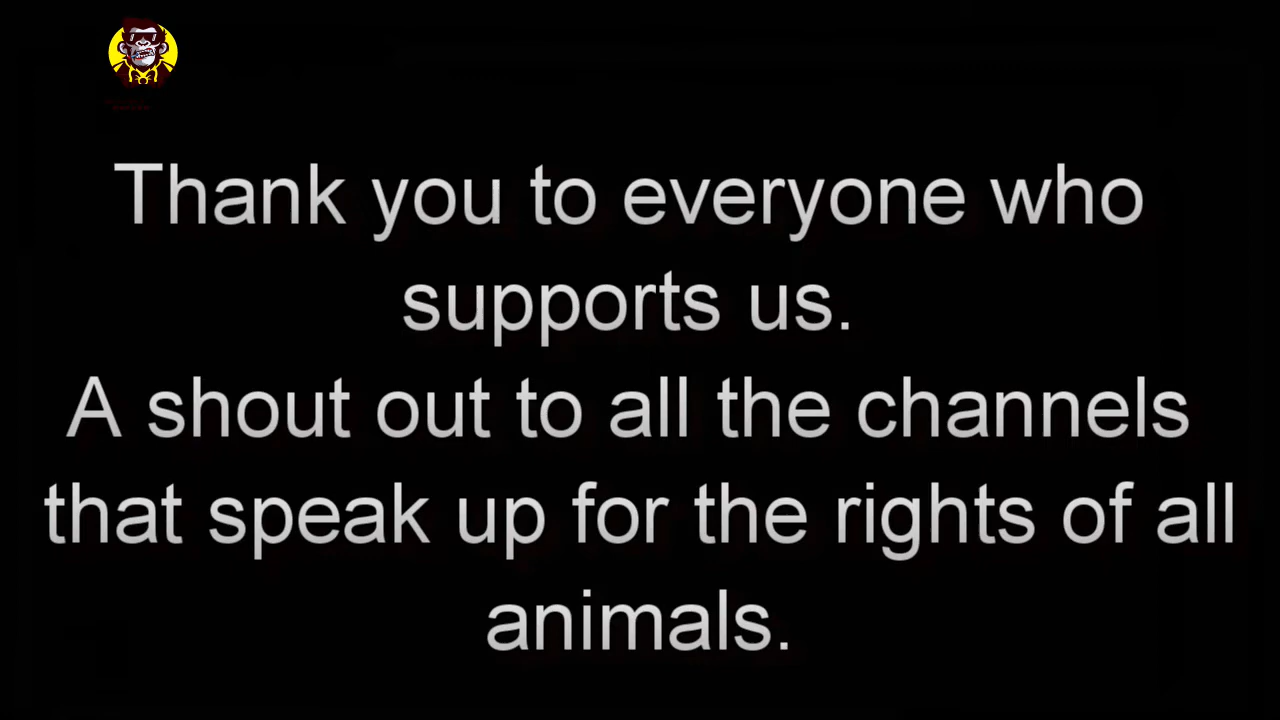 Thank you to everyone who
supports us.
A shout out to all the channels
that speak up for the rights of all
animals.